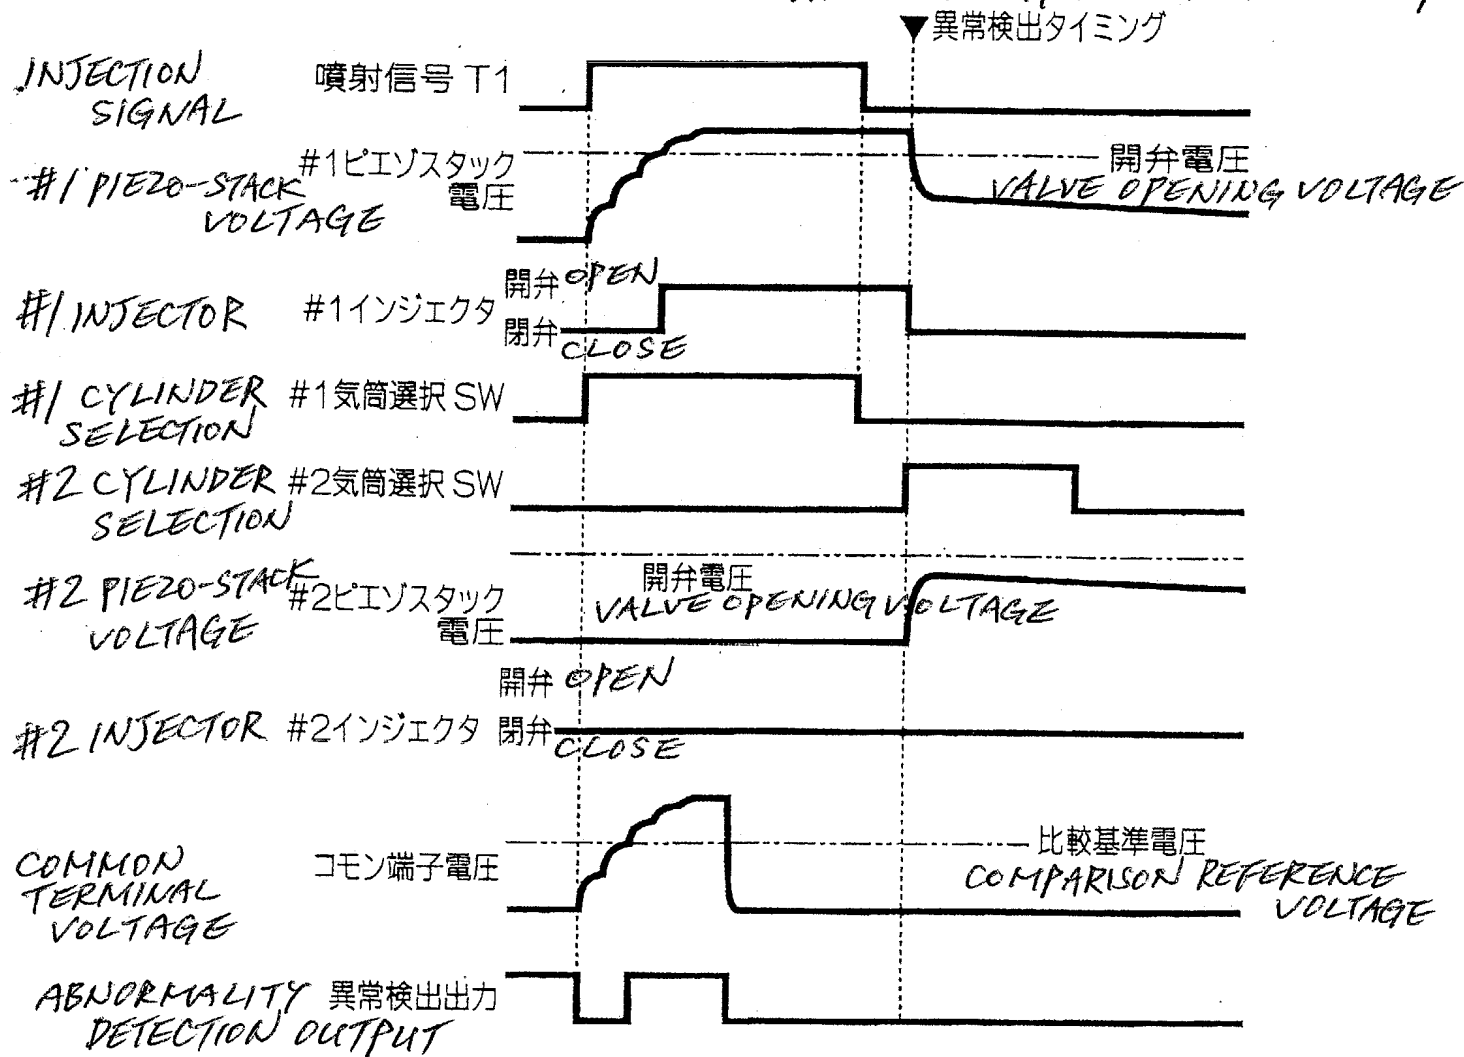 ▼異常検出タイミング
INJECTION
SIGNAL
噴射信号 T1
#1 PIEZO-STACK
VOLTAGE
#1ピエゾスタック
電圧
開弁電圧
VALVE OPENING VOLTAGE
#1 INJECTOR
#1インジェクタ
開弁 OPEN
閉弁 CLOSE
#1 CYLINDER
SELECTION
#1気筒選択 SW
#2 CYLINDER
SELECTION
#2気筒選択 SW
#2 PIEZO-STACK
VOLTAGE
#2ピエゾスタック
電圧
開弁電圧
VALVE OPENING VOLTAGE
開弁 OPEN
#2 INJECTOR
#2インジェクタ
閉弁 CLOSE
COMMON
TERMINAL
VOLTAGE
コモン端子電圧
比較基準電圧
COMPARISON REFERENCE
VOLTAGE
ABNORMALITY
DETECTION OUTPUT
異常検出出力